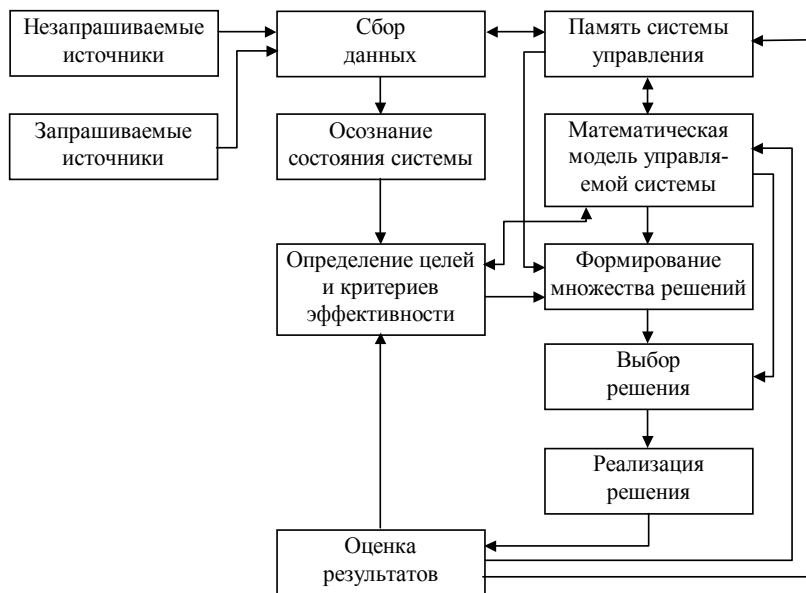 Незапрашиваемые
источники
Сбор
данных
Память системы
управления
Запрашиваемые
источники
Осознание
состояния системы
Математическая
модель управля-
емой системы
Определение целей
и критериев
эффективности
Формирование
множества решений
Выбор
решения
Реализация
решения
Оценка
результатов